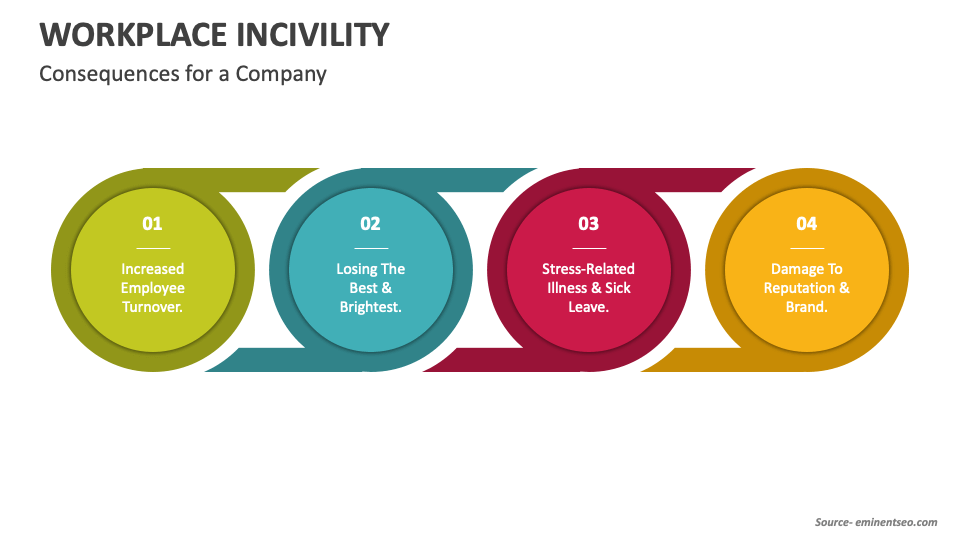 WORKPLACE INCIVILITY
Consequences for a Company
01
Increased
Employee
Turnover.
02
Losing The
Best &
Brightest.
03
Stress-Related
Illness & Sick
Leave.
04
Damage To
Reputation &
Brand.
Source- eminentseo.com